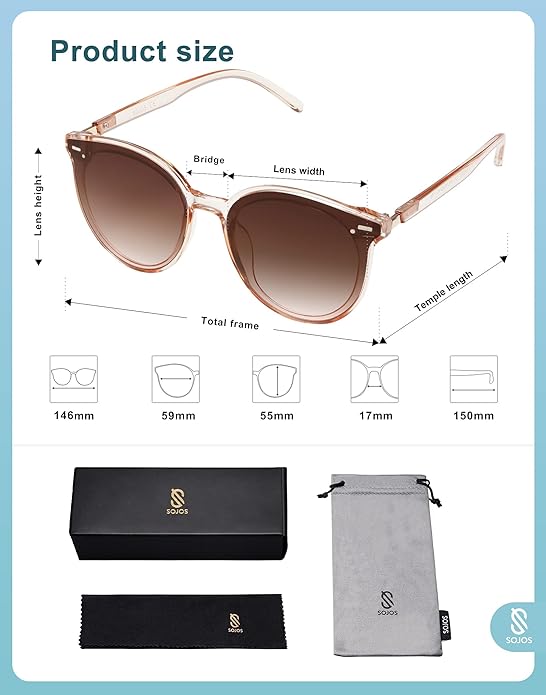 Product size
Bridge
Lens width
Lens height
Temple length
Total frame
146mm
59mm
55mm
17mm
150mm
SOJOS
SOJOS
SOJOS
SOJOS
SOJOS